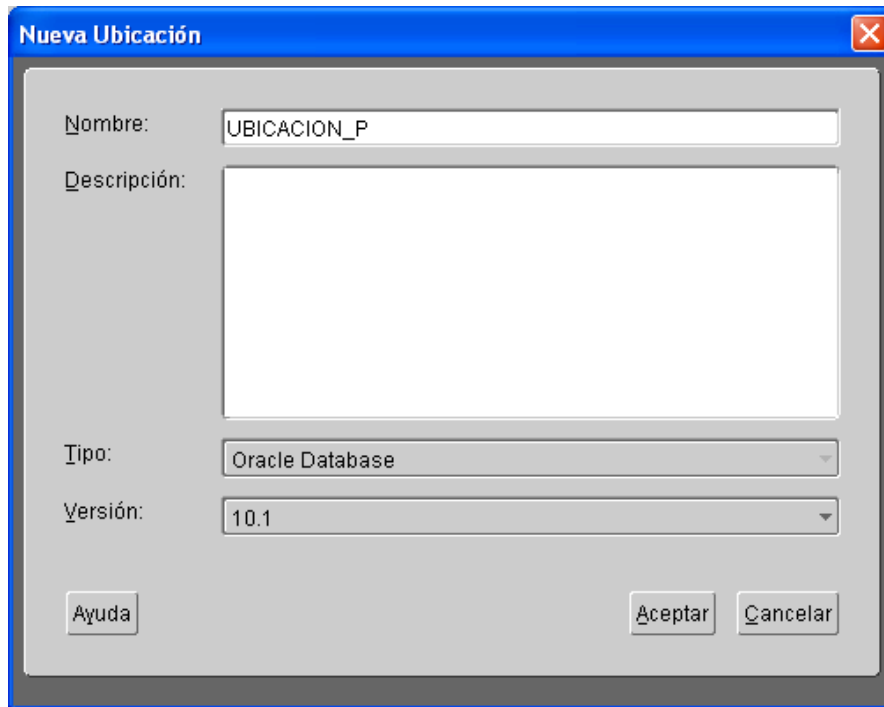 Nueva Ubicación
Nombre: UBICACION_P
Descripción:
Tipo: Oracle Database
Versión: 10.1
Ayuda Aceptar Cancelar